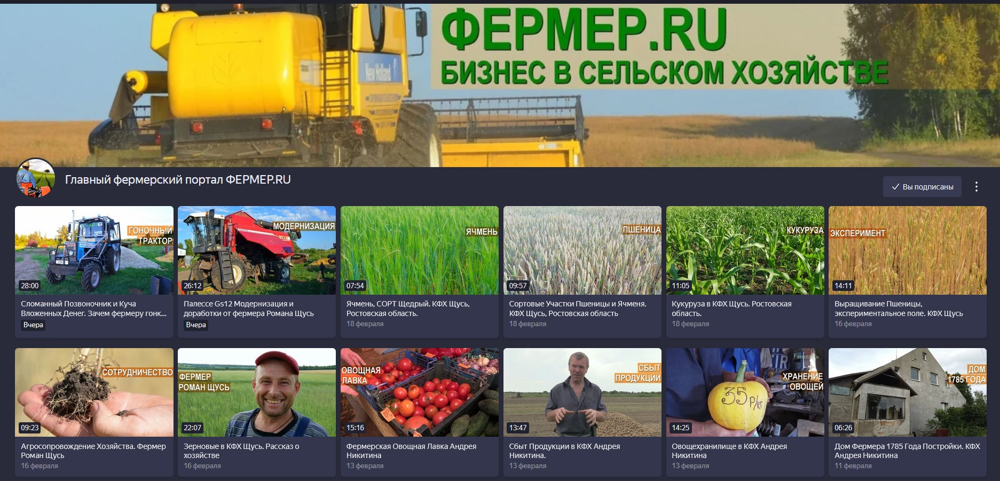 ФЕРМЕР.RU
БИЗНЕС В СЕЛЬСКОМ ХОЗЯЙСТВЕ
New Holland
Главный фермерский портал ФЕРМЕР.RU
Вы подписаны
ГОНОЧНЫЙ
ТРАКТОР
28:00
Сломанный Позвоночник и Куча
Вложенных Денег. Зачем фермеру гонк...
Вчера
МОДЕРНИЗАЦИЯ
26:12
Палессе Gs12 Модернизация и
доработки от фермера Романа Щусь
Вчера
ЯЧМЕНЬ
07:54
Ячмень, СОРТ Щедрый. КФХ Щусь,
Ростовская область.
18 февраля
ПШЕНИЦА
09:57
Сортовые Участки Пшеницы и Ячменя.
КФХ Щусь, Ростовская область
18 февраля
КУКУРУЗА
11:05
Кукуруза в КФХ Щусь. Ростовская
область.
18 февраля
ЭКСПЕРИМЕНТ
14:11
Выращивание Пшеницы,
экспериментальное поле. КФХ Щусь
16 февраля
СОТРУДНИЧЕСТВО
09:23
Агросопровождение Хозяйства. Фермер
Роман Щусь
16 февраля
ФЕРМЕР
РОМАН ЩУСЬ
22:07
Зерновые в КФХ Щусь. Рассказ о
хозяйстве
16 февраля
Fermer.Ru
ОВОЩНАЯ
ЛАВКА
15:16
Фермерская Овощная Лавка Андрея
Никитина
13 февраля
СБЫТ
ПРОДУКЦИИ
13:47
Сбыт Продукции в КФХ Андрея
Никитина.
13 февраля
Fermer.Ru
ХРАНЕНИЕ
ОВОЩЕЙ
35 р/кг
14:25
Овощехранилище в КФХ Андрея
Никитина
13 февраля
ДОМ
1785 ГОДА
06:26
Дом Фермера 1785 Года Постройки. КФХ
Андрея Никитина
11 февраля